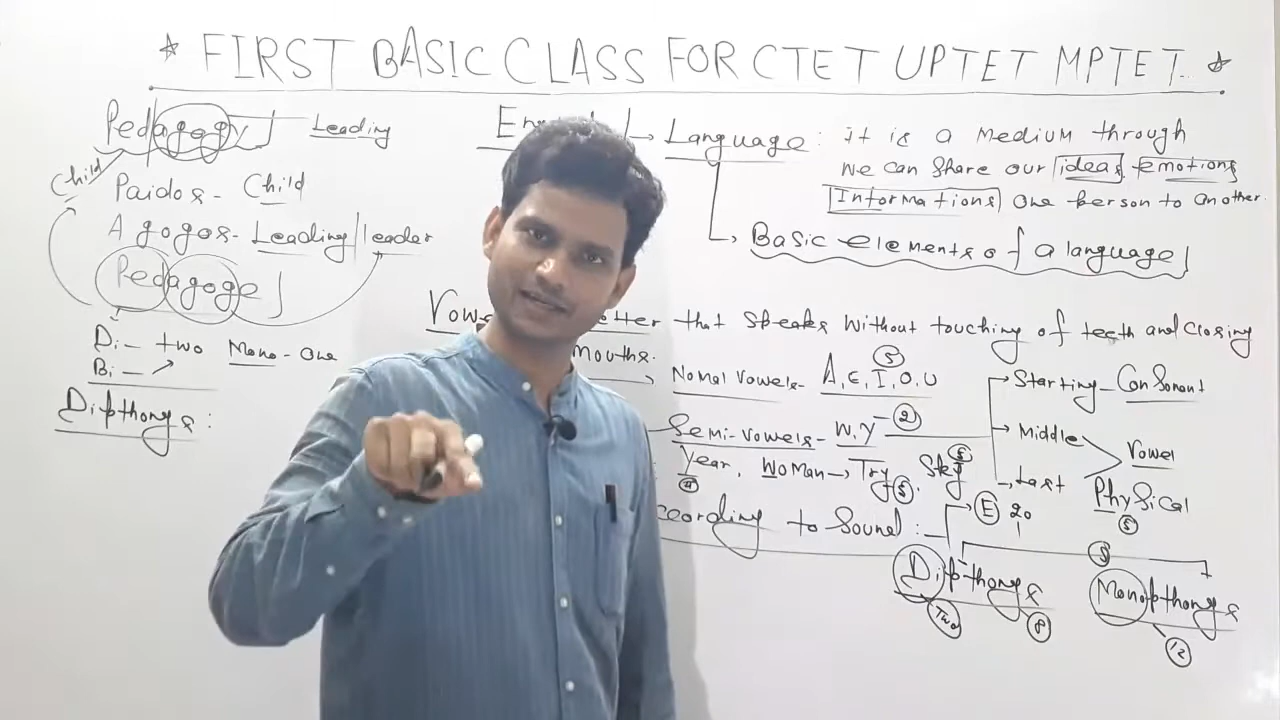 ☆ FIRST BASIC CLASS FOR CTET UPTET MPTET ☆
Pedagogy Leading
Child
Paidos - Child
Agogos - Leading/leader
Pedagoge
Di - two Mono - One
Bi -
Dipthongs :
Language : it is a medium through
we can share our ideas, emotions
Informations one person to another.
Basic elements of a language
that speaks without touching of teeth and closing
mouths.
Nomal Vowels - A, E, I, O, U 5
Semi-vowels - W, Y - 2
Year, Woman → Try, Sky
Starting - Consonant
Middle
Last
Vowel
Physical
to Sound :-
E 20
Dipthongs
Two 8
Monopthongs
12